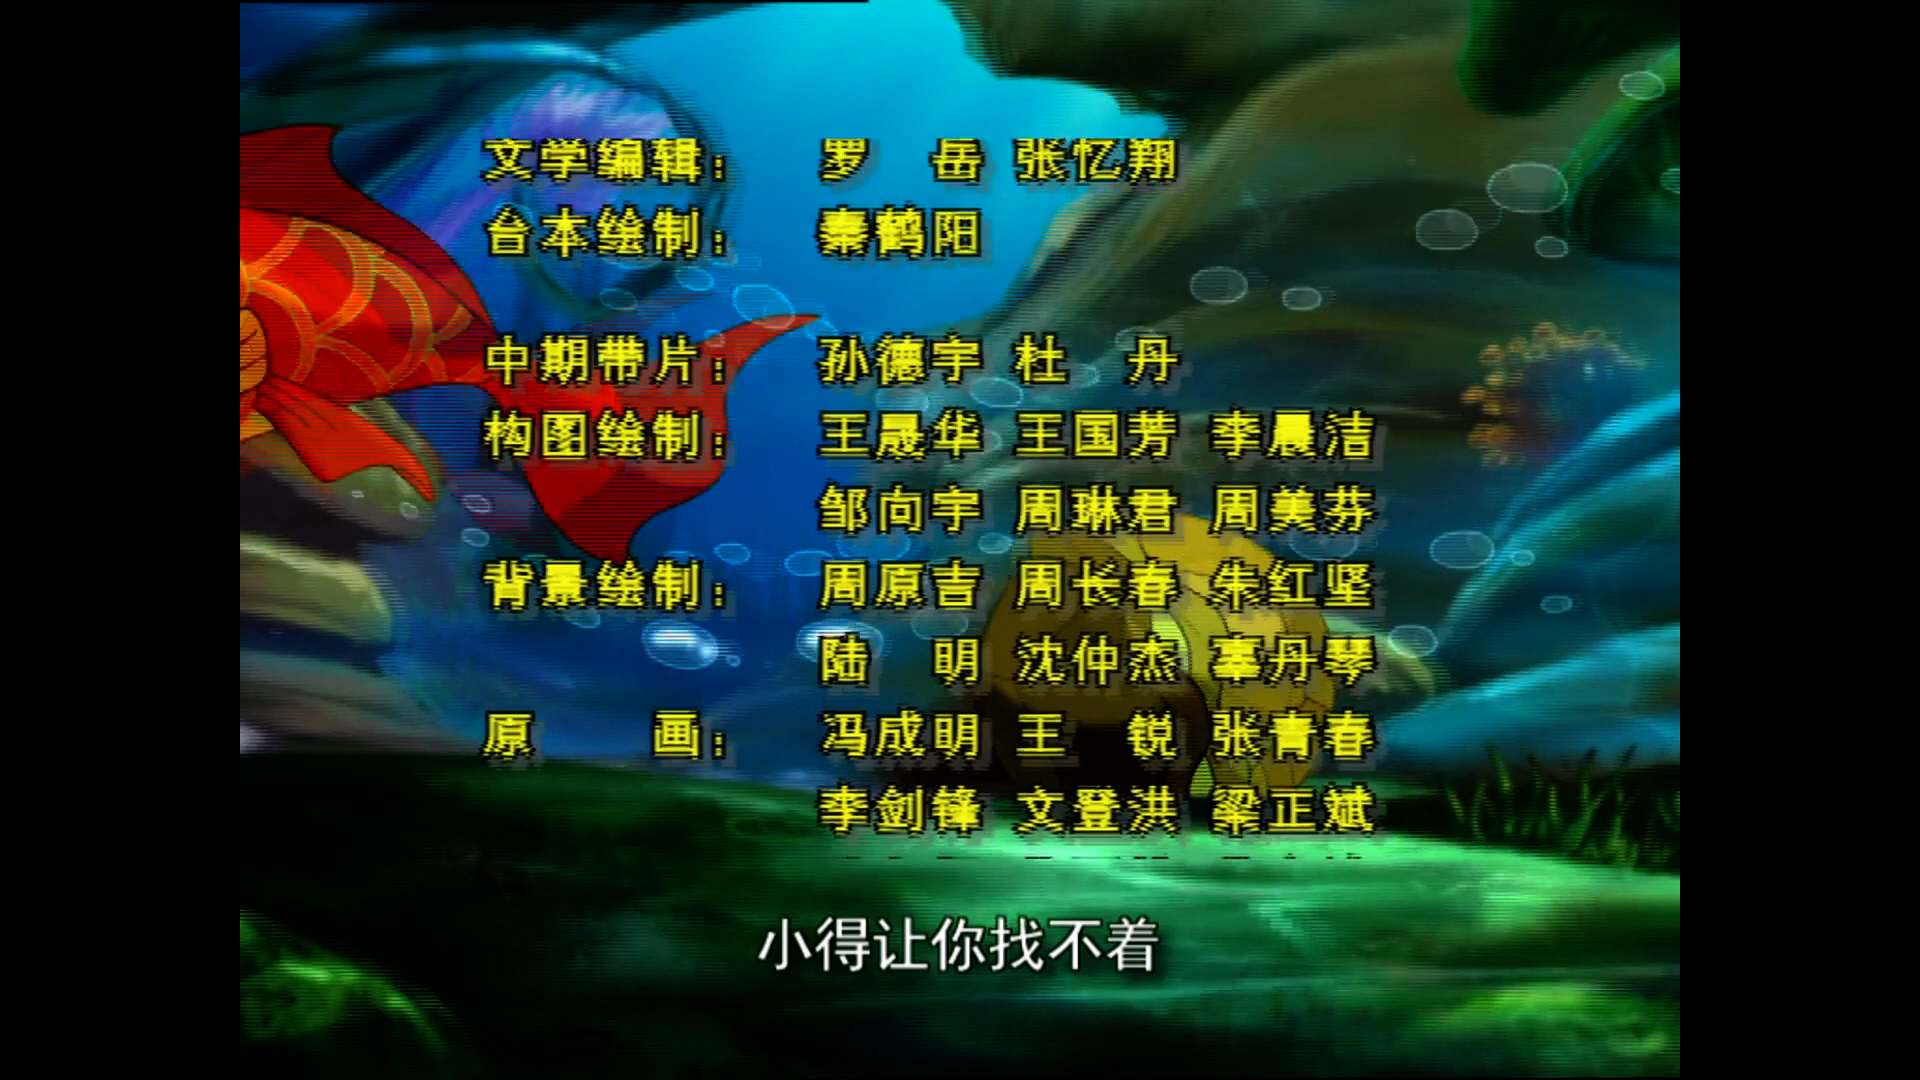 文学编辑： 罗 岳 张忆翔
台本绘制： 秦鹤阳
中期带片： 孙德宇 杜 丹
构图绘制： 王晟华 王国芳 李晨洁
邹向宇 周琳君 周美芬
背景绘制： 周原吉 周长春 朱红坚
陆 明 沈仲杰 辜丹琴
原 画： 冯成明 王 锐 张青春
李剑锋 文登洪 梁正斌
小得让你找不着